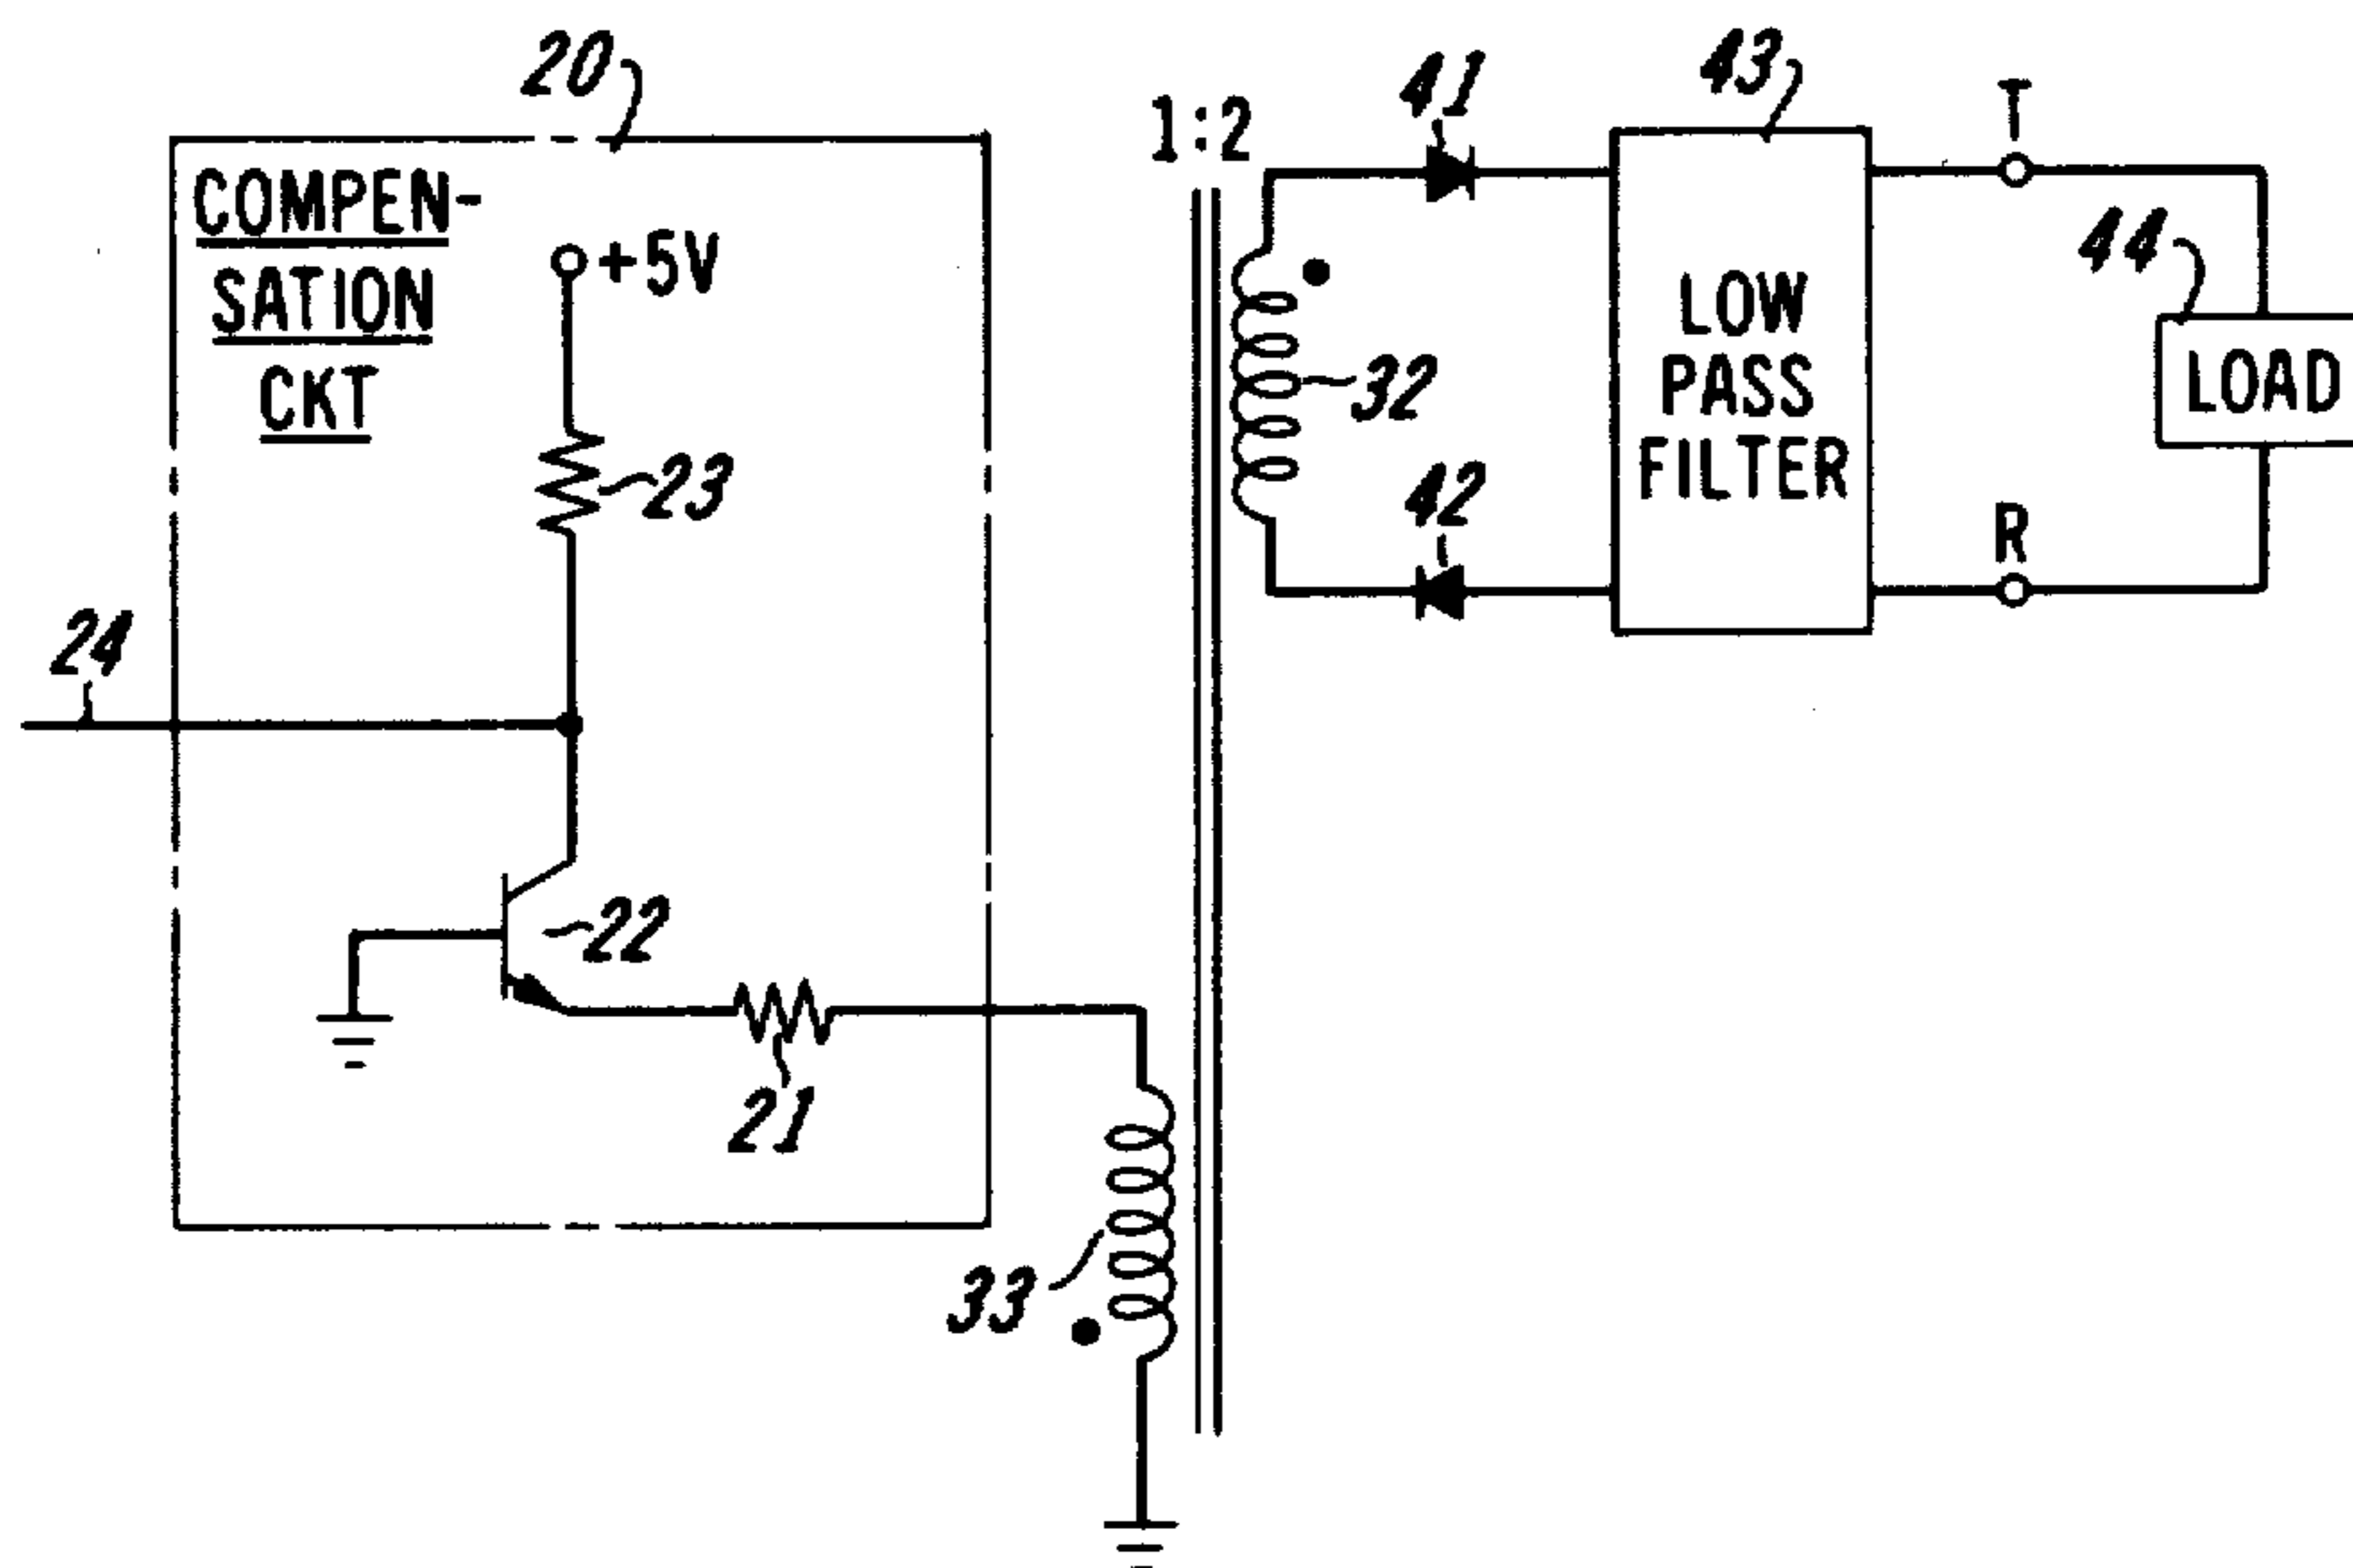 20
COMPEN-
SATION
CKT
+5V
23
24
22
21
33
1:2
41
32
42
43
LOW
PASS
FILTER
T
R
44
LOAD